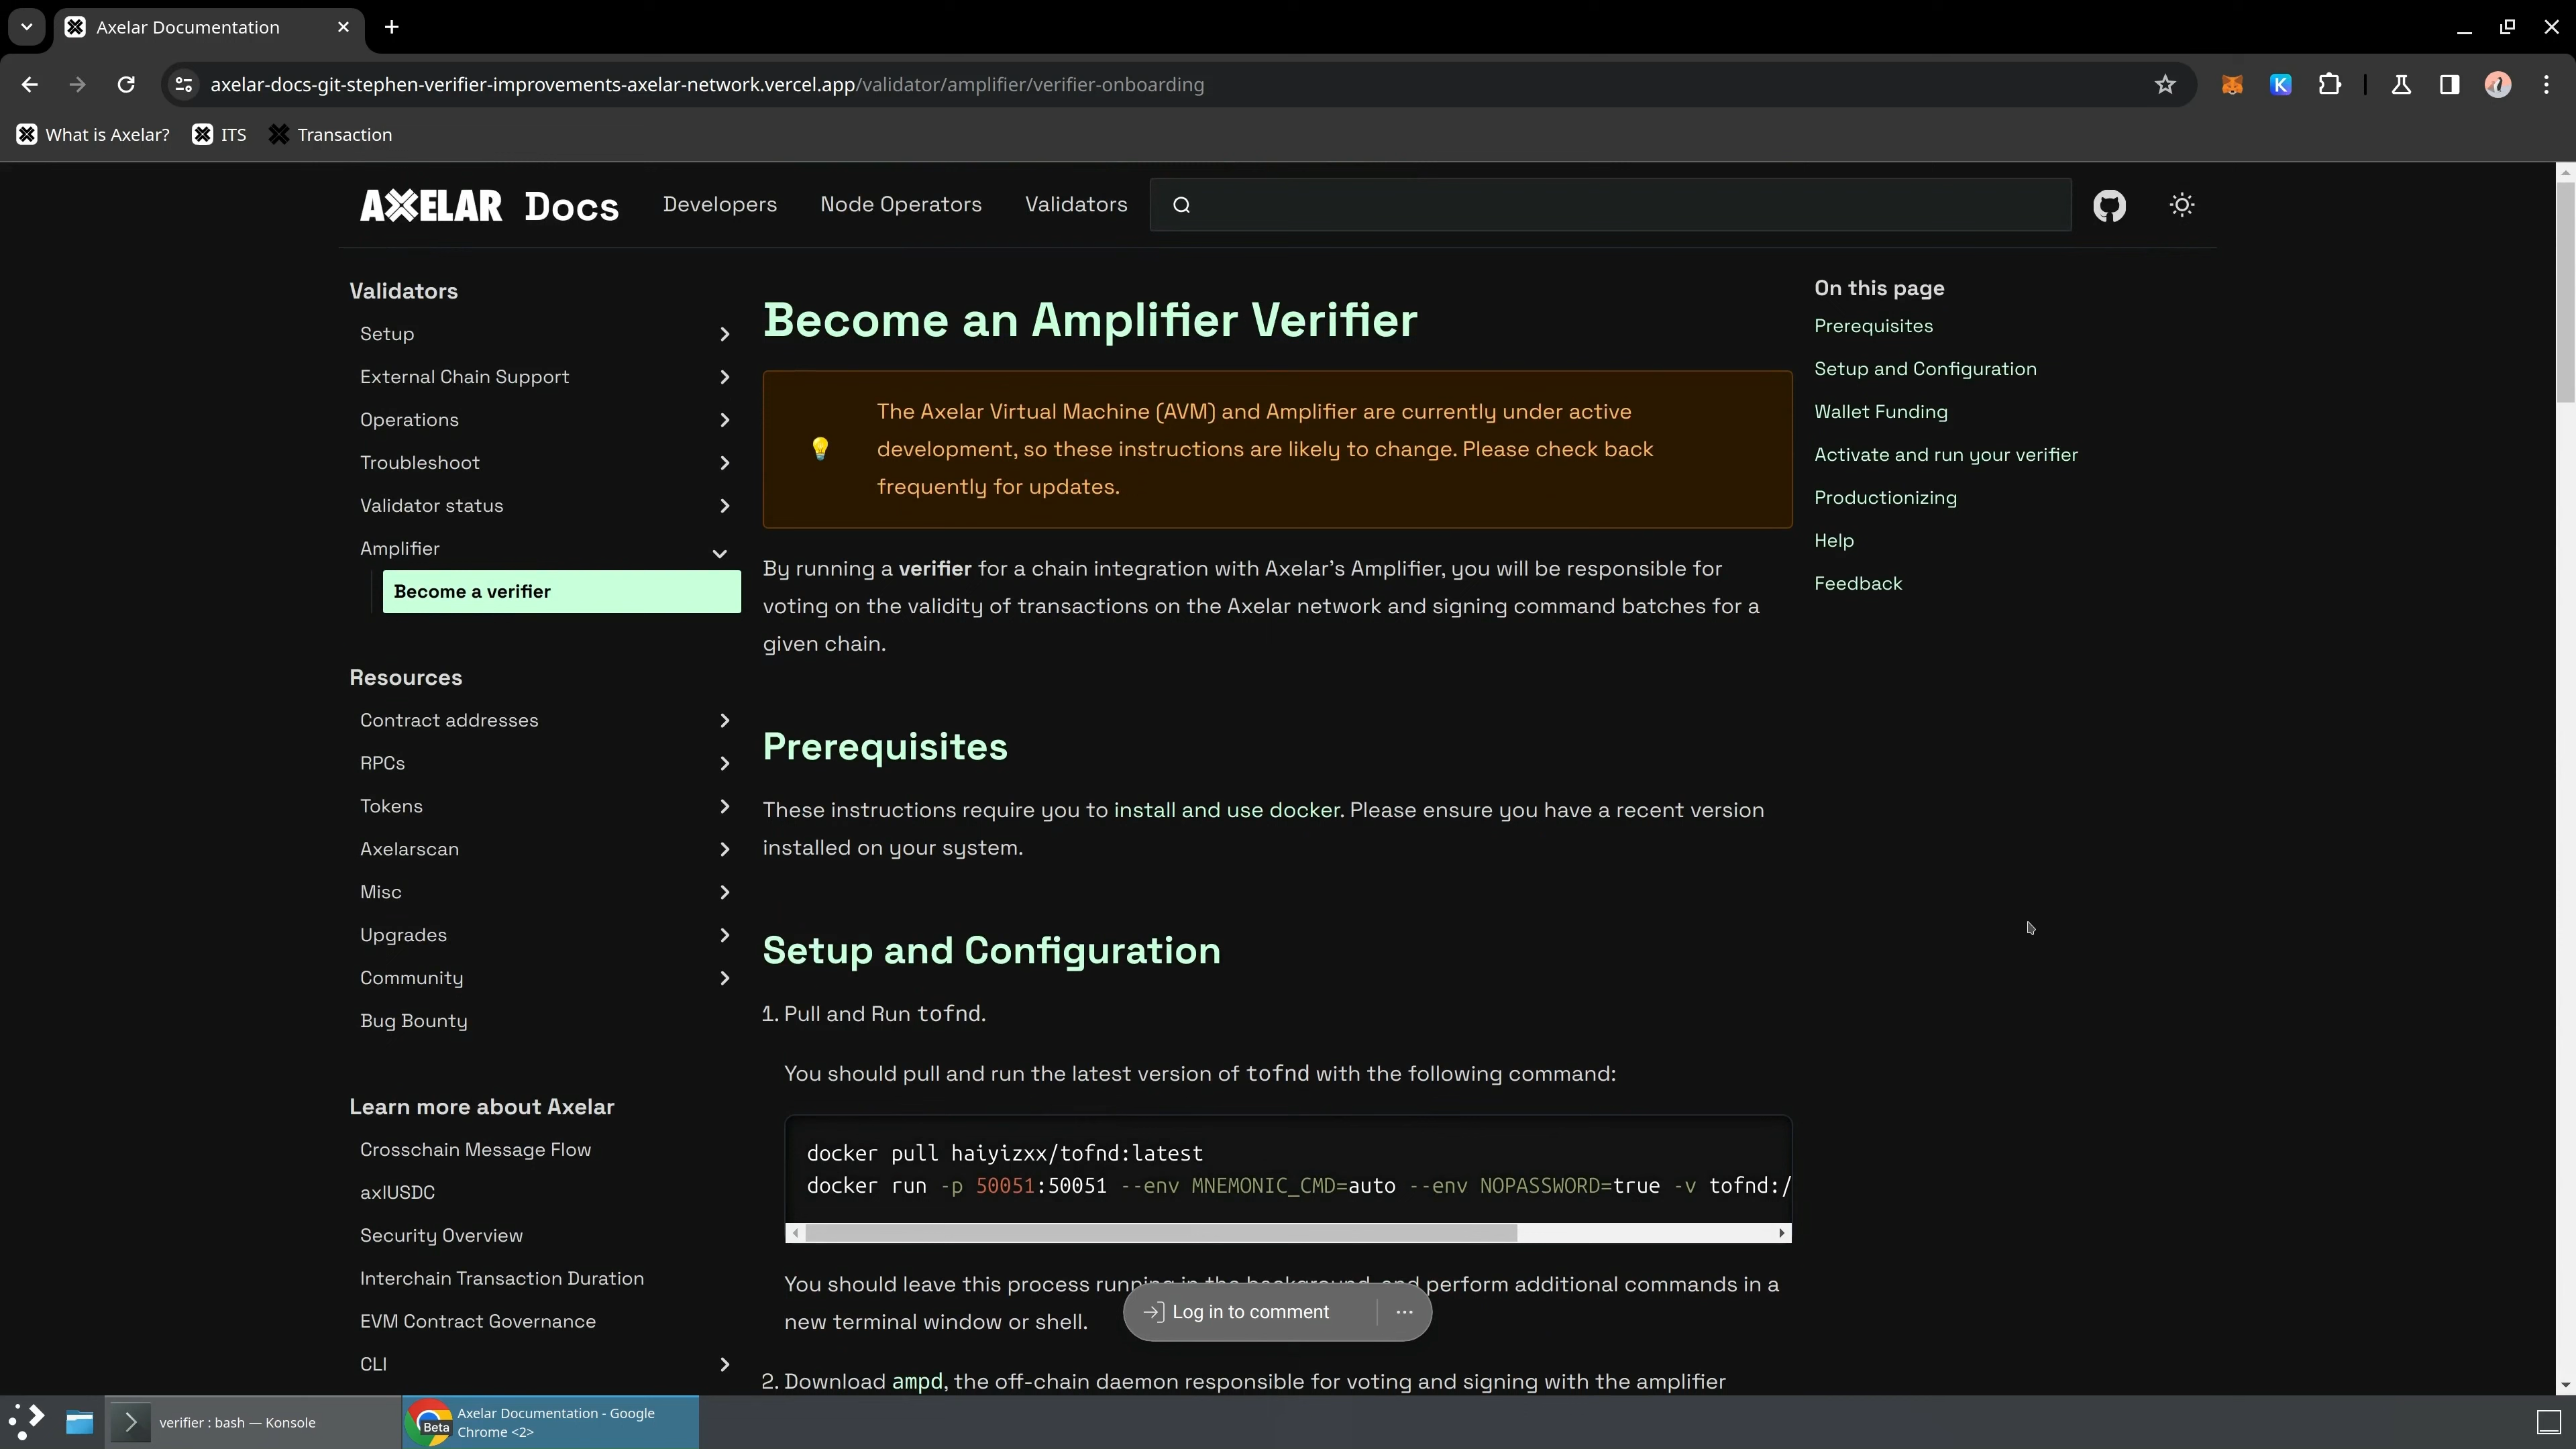 Axelar Documentation
axelar-docs-git-stephen-verifier-improvements-axelar-network.vercel.app/validator/amplifier/verifier-onboarding
K
What is Axelar?
ITS
Transaction
AXELAR Docs
Developers
Node Operators
Validators
Validators
Setup
External Chain Support
Operations
Troubleshoot
Validator status
Amplifier
Become a verifier
Resources
Contract addresses
RPCs
Tokens
Axelarscan
Misc
Upgrades
Community
Bug Bounty
Learn more about Axelar
Crosschain Message Flow
axlUSDC
Security Overview
Interchain Transaction Duration
EVM Contract Governance
CLI
Become an Amplifier Verifier
The Axelar Virtual Machine (AVM) and Amplifier are currently under active
development, so these instructions are likely to change. Please check back
frequently for updates.
By running a verifier for a chain integration with Axelar's Amplifier, you will be responsible for
voting on the validity of transactions on the Axelar network and signing command batches for a
given chain.
Prerequisites
These instructions require you to install and use docker. Please ensure you have a recent version
installed on your system.
Setup and Configuration
1. Pull and Run tofnd.
You should pull and run the latest version of tofnd with the following command:
docker pull haiyizxx/tofnd:latest
docker run -p 50051:50051 --env MNEMONIC_CMD=auto --env NOPASSWORD=true -v tofnd:/
You should leave this process running in the background, and perform additional commands in a
new terminal window or shell.
2. Download ampd, the off-chain daemon responsible for voting and signing with the amplifier
On this page
Prerequisites
Setup and Configuration
Wallet Funding
Activate and run your verifier
Productionizing
Help
Feedback
Log in to comment
verifier : bash — Konsole
Beta
Axelar Documentation - Google
Chrome <2>